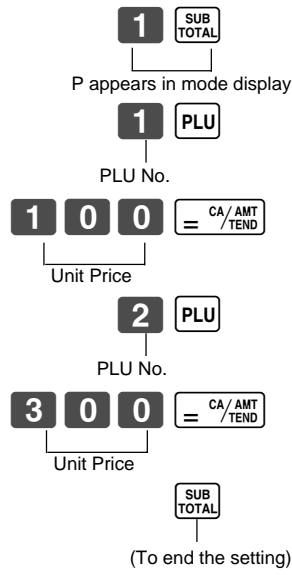 1 SUB TOTAL
P appears in mode display
1 PLU
PLU No.
1 0 0 = CA/AMT TEND
Unit Price
2 PLU
PLU No.
3 0 0 = CA/AMT TEND
Unit Price
SUB TOTAL
(To end the setting)